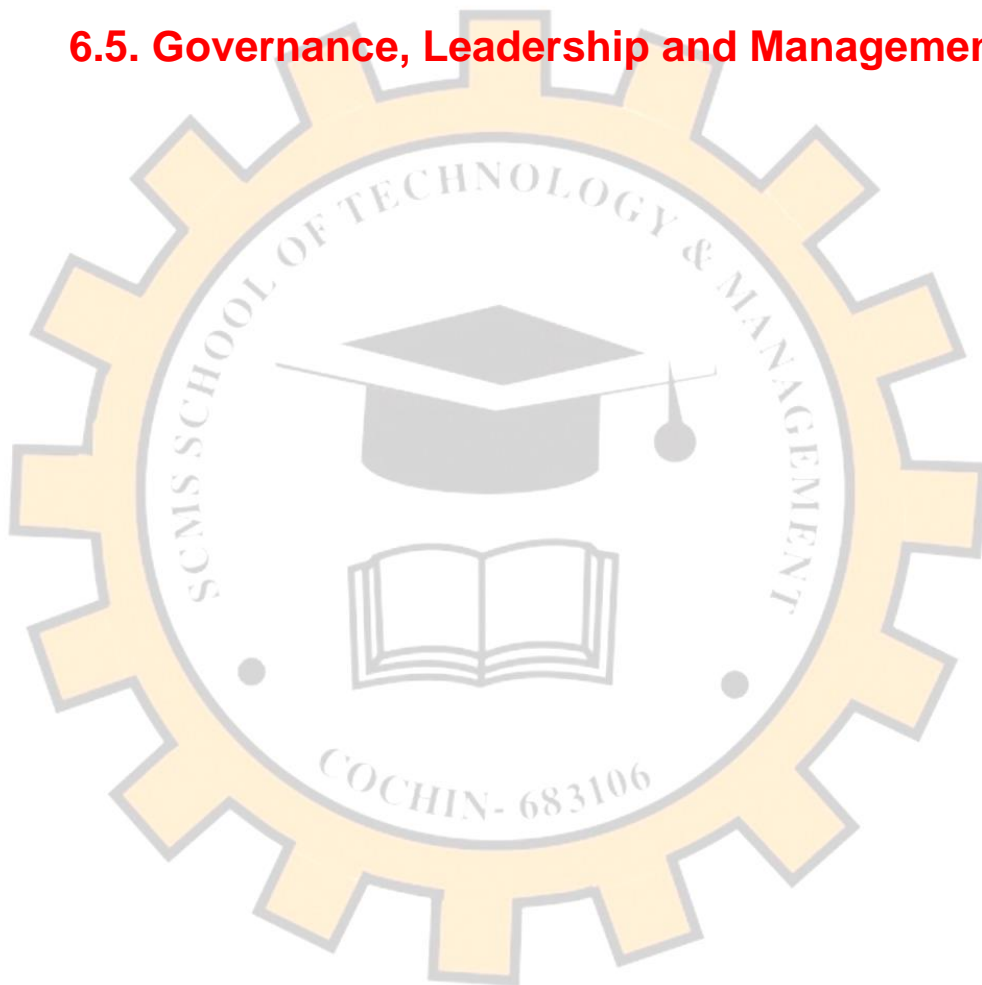 6.5. Governance, Leadership and Managemen
SCMS SCHOOL OF TECHNOLOGY & MANAGEMENT
COCHIN- 683106